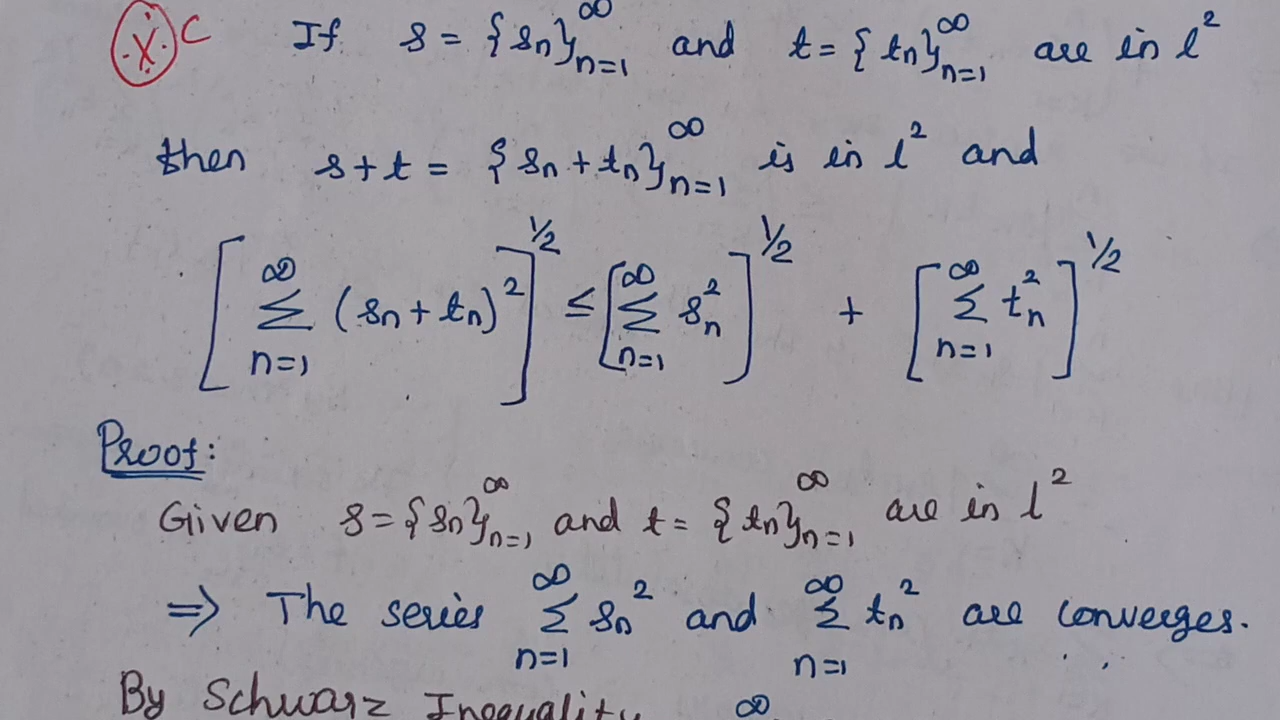 X C If s = {sn}∞n=1 and t = {tn}∞n=1 are in l²
then s + t = {sn + tn}∞n=1 is in l² and
[∞∑n=1 (sn + tn)²]^1/2 ≤ [∞∑n=1 sn²]^1/2 + [∞∑n=1 tn²]^1/2
Proof:
Given s = {sn}∞n=1 and t = {tn}∞n=1 are in l²
⇒ The series ∞∑n=1 sn² and ∞∑n=1 tn² are converges.
By Schwarz Inequality ∞